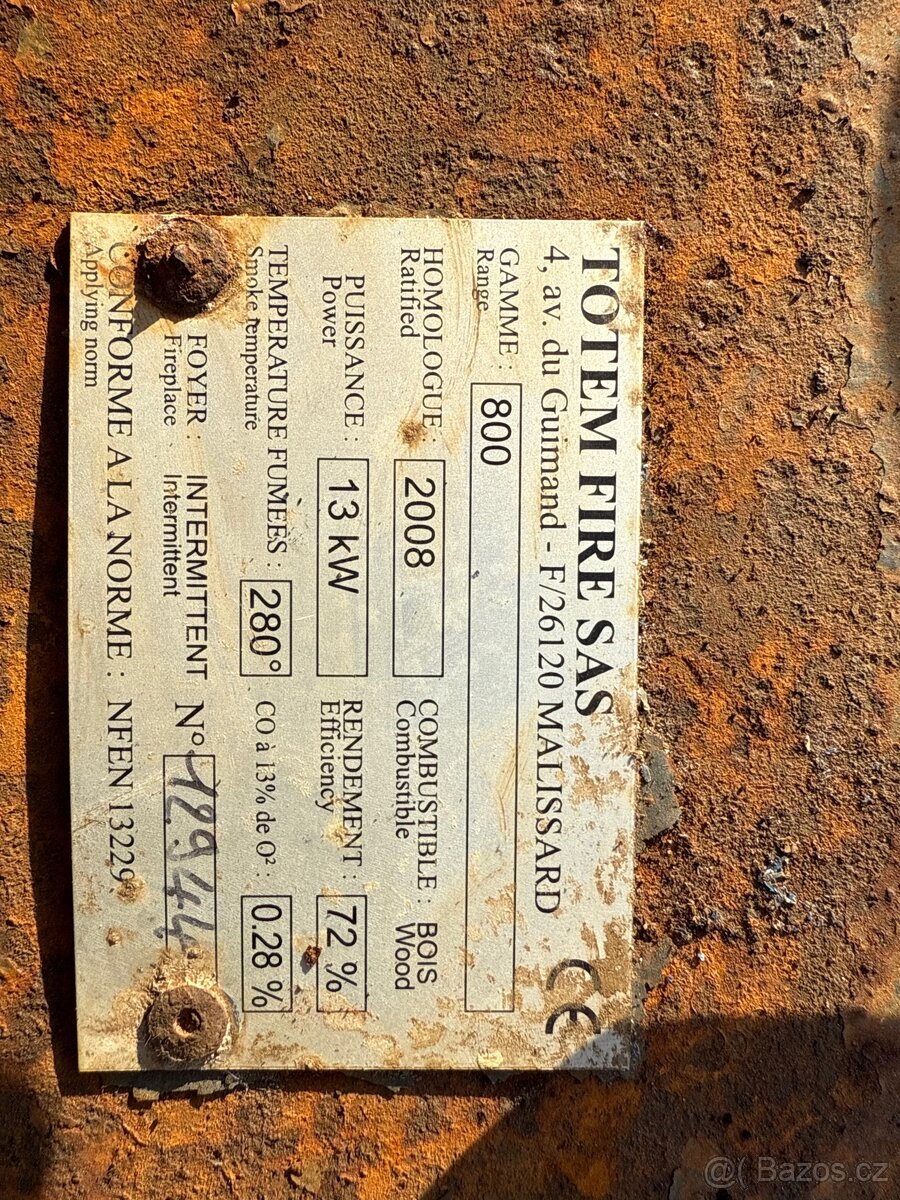 TOTEM FIRE SAS
4, av. du Guimand - F/26120 MALISSARD
CE
GAMME : 800
Range
HOMOLOGUE : 2008 COMBUSTIBLE : BOIS
Ratified Combustible Wood
PUISSANCE : 13 kW RENDEMENT : 72 %
Power Efficiency
TEMPERATURE FUMEES : 280° CO à 13% de O² : 0.28 %
Smoke temperature
FOYER : INTERMITTENT N° 12944
Fireplace Intermittent
CONFORME A LA NORME : NFEN 13229
Applying norm
@( Bazos.cz